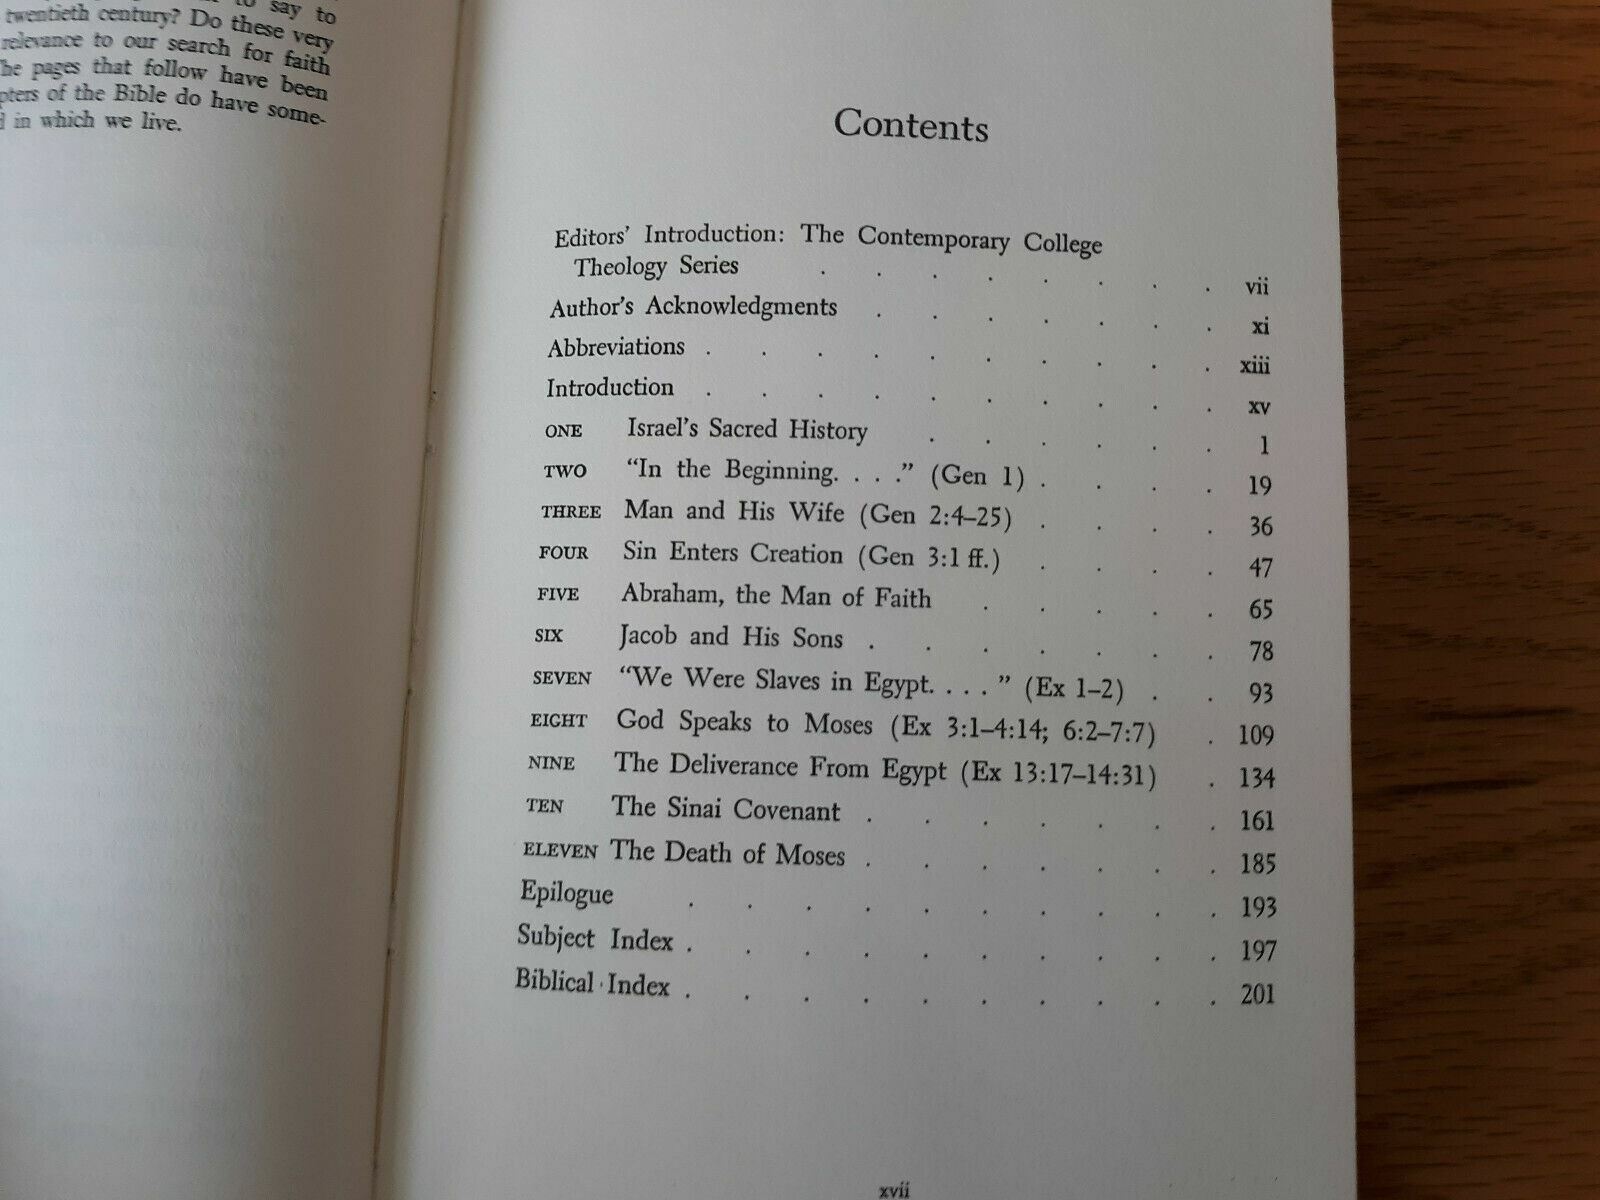 to say to
twentieth century? Do these very
relevance to our search for faith
The pages that follow have been
of the Bible do have some-
in which we live.
Contents
Editors' Introduction: The Contemporary College
Theology Series . . . . . . . . vii
Author's Acknowledgments . . . . . . . xi
Abbreviations . . . . . . . . . . xiii
Introduction . . . . . . . . . . xv
ONE Israel's Sacred History . . . . . . 1
TWO "In the Beginning. . . ." (Gen 1) . . . . 19
THREE Man and His Wife (Gen 2:4–25) . . . . 36
FOUR Sin Enters Creation (Gen 3:1 ff.) . . . . 47
FIVE Abraham, the Man of Faith . . . . . 65
SIX Jacob and His Sons . . . . . . . 78
SEVEN "We Were Slaves in Egypt. . . ." (Ex 1–2) . . 93
EIGHT God Speaks to Moses (Ex 3:1–4:14; 6:2–7:7) . 109
NINE The Deliverance From Egypt (Ex 13:17–14:31) . 134
TEN The Sinai Covenant . . . . . . . 161
ELEVEN The Death of Moses . . . . . . . 185
Epilogue . . . . . . . . . . 193
Subject Index . . . . . . . . . . 197
Biblical Index . . . . . . . . . . 201
xvii